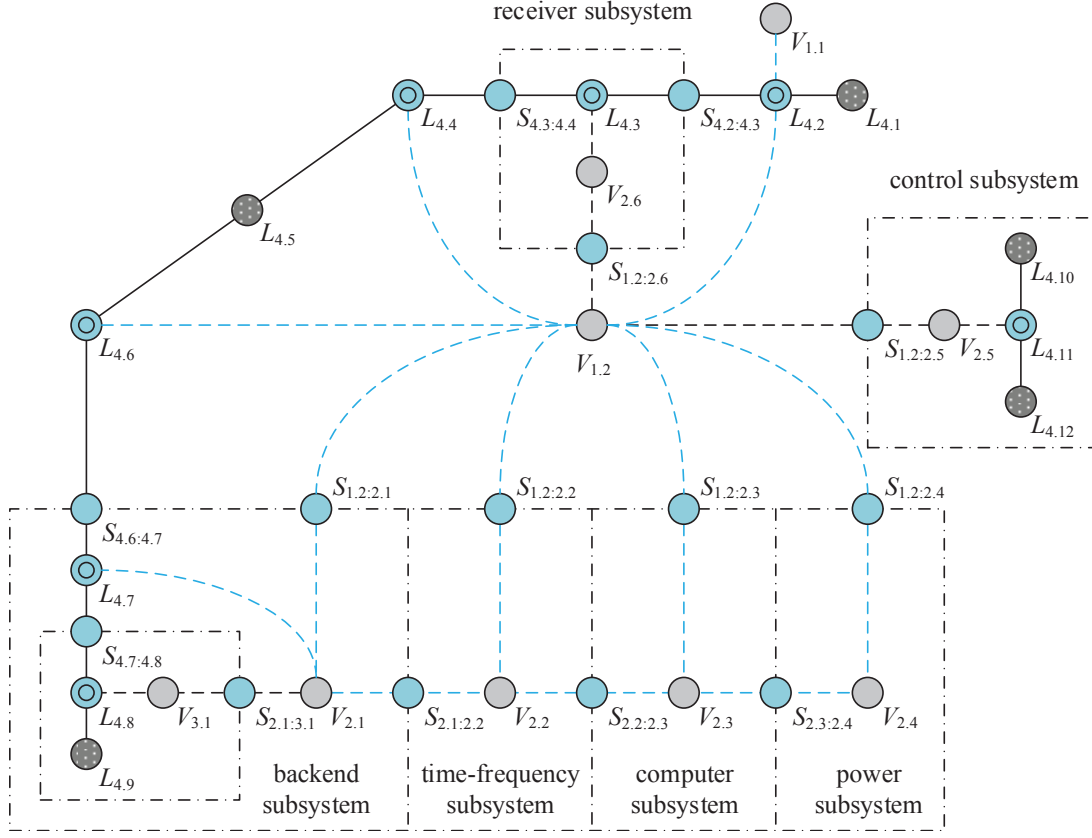 receiver subsystem
V1.1
L4.4
S4.3:4.4
L4.3
S4.2:4.3
L4.2
L4.1
V2.6
control subsystem
L4.5
S1.2:2.6
L4.10
L4.6
V1.2
S1.2:2.5
V2.5
L4.11
L4.12
S1.2:2.1
S1.2:2.2
S1.2:2.3
S1.2:2.4
S4.6:4.7
L4.7
S4.7:4.8
L4.8
V3.1
S2.1:3.1
V2.1
S2.1:2.2
V2.2
S2.2:2.3
V2.3
S2.3:2.4
V2.4
L4.9
backend
subsystem
time-frequency
subsystem
computer
subsystem
power
subsystem